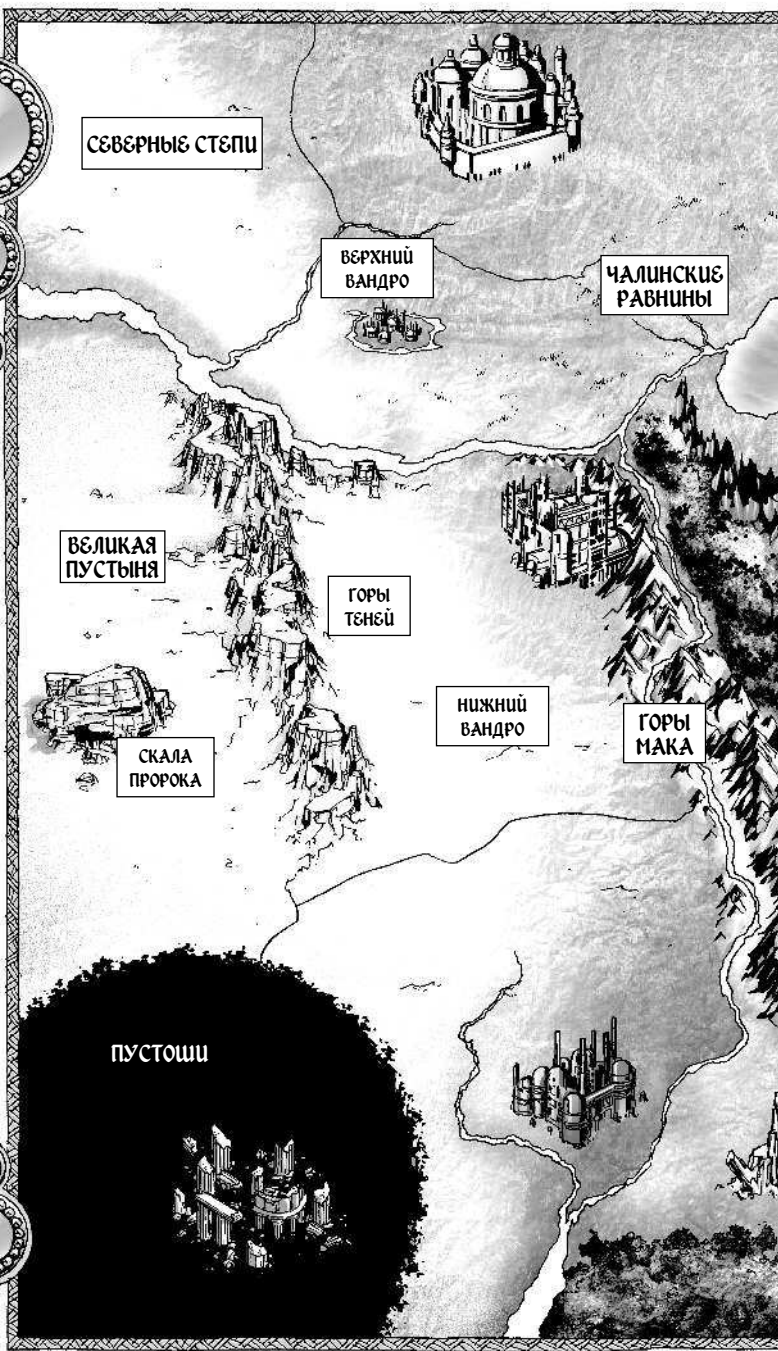 СЕВЕРНЫЕ СТЕПИ
ВЕРХНИЙ
ВАНДРО
ЧАЛИНСКИЕ
РАВНИНЫ
ВЕЛИКАЯ
ПУСТЫНЯ
ГОРЫ
ТЕНЕЙ
НИЖНИЙ
ВАНДРО
ГОРЫ
МАКА
СКАЛА
ПРОРОКА
ПУСТОШИ